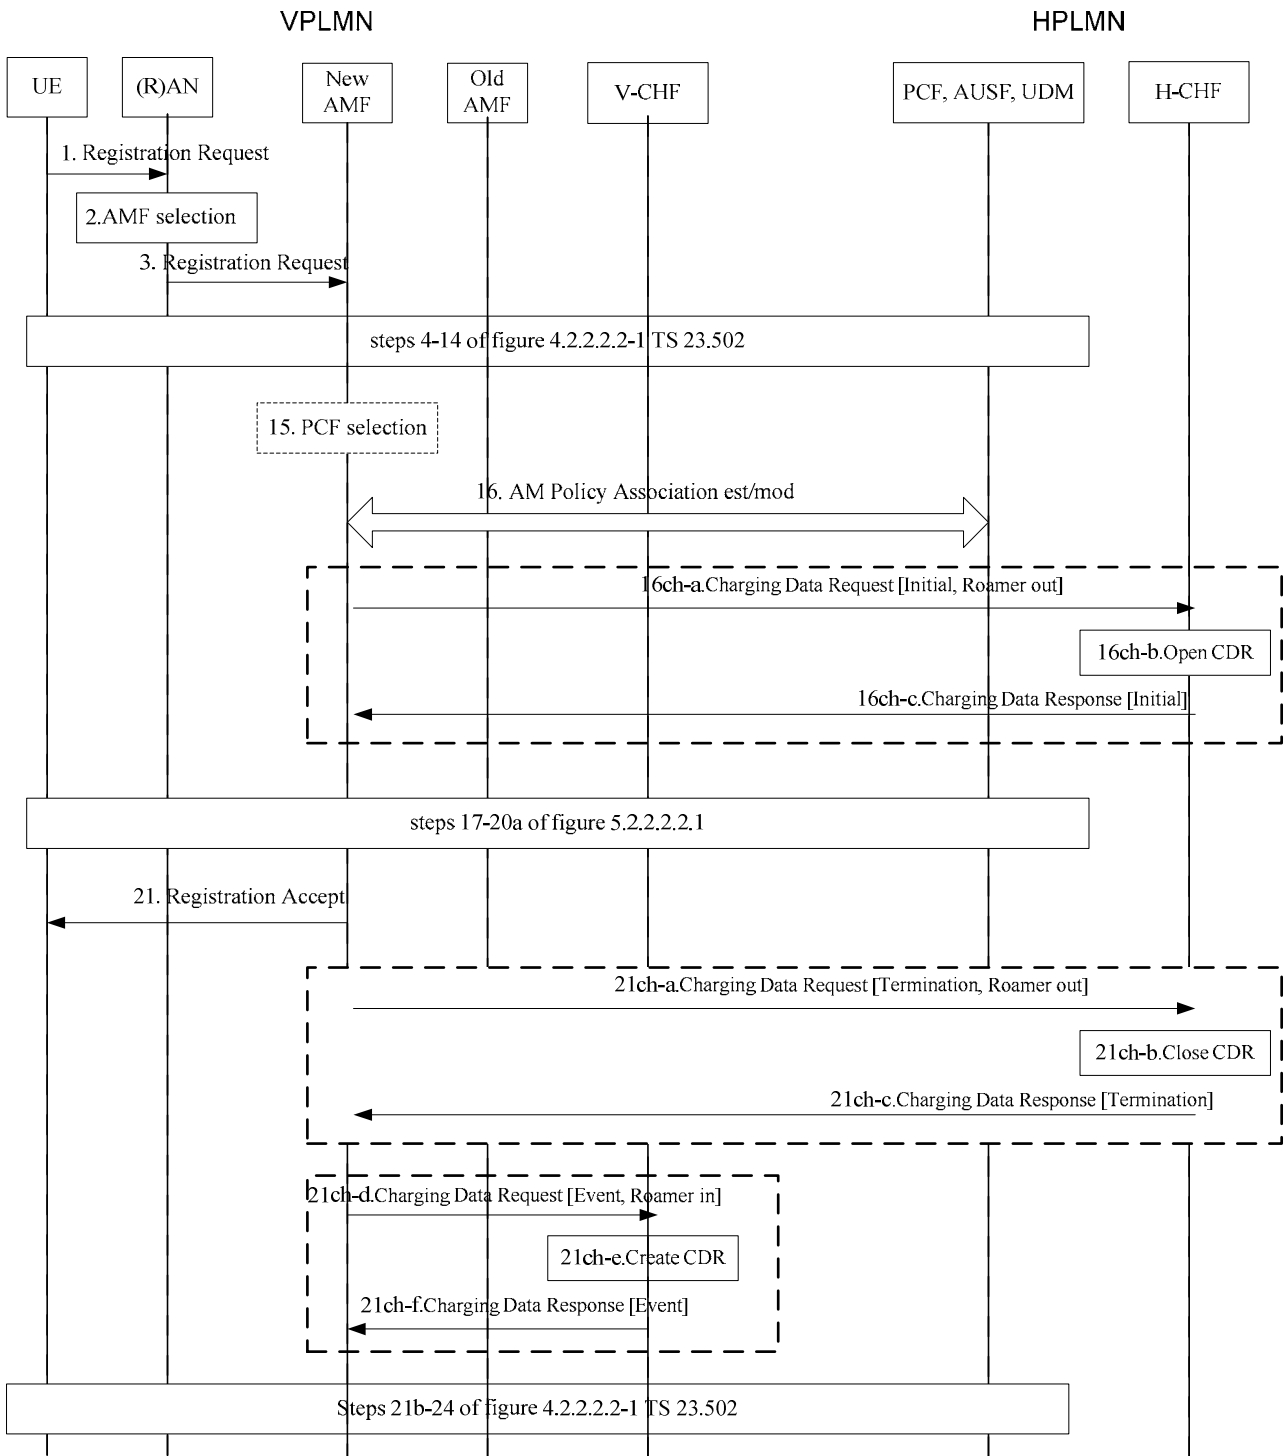 VPLMN
HPLMN
UE
(R)AN
New
AMF
Old
AMF
V-CHF
PCF, AUSF, UDM
H-CHF
1. Registration Request
2.AMF selection
3. Registration Request
steps 4-14 of figure 4.2.2.2.2-1 TS 23.502
15. PCF selection
16. AM Policy Association est/mod
16ch-a.Charging Data Request [Initial, Roamer out]
16ch-b.Open CDR
16ch-c.Charging Data Response [Initial]
steps 17-20a of figure 5.2.2.2.2.1
21. Registration Accept
21ch-a.Charging Data Request [Termination, Roamer out]
21ch-b.Close CDR
21ch-c.Charging Data Response [Termination]
21ch-d.Charging Data Request [Event, Roamer in]
21ch-e.Create CDR
21ch-f.Charging Data Response [Event]
Steps 21b-24 of figure 4.2.2.2.2-1 TS 23.502